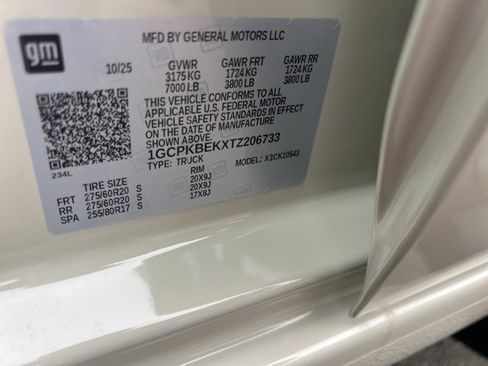 gm
MFD BY GENERAL MOTORS LLC
10/25 GVWR GAWR FRT GAWR RR
3175 KG 1724 KG 1724 KG
7000 LB 3800 LB 3800 LB
THIS VEHICLE CONFORMS TO ALL
APPLICABLE U.S. FEDERAL MOTOR
VEHICLE SAFETY STANDARDS IN EFFECT
ON THE DATE OF MANUFACTURE
SHOWN ABOVE.
1GCPKBEKXTZ206733
TYPE: TRUCK MODEL: X3CK10543
234L
TIRE SIZE RIM
FRT 275/60R20 S 20X9J
RR 275/60R20 S 20X9J
SPA 255/80R17 S 17X8J